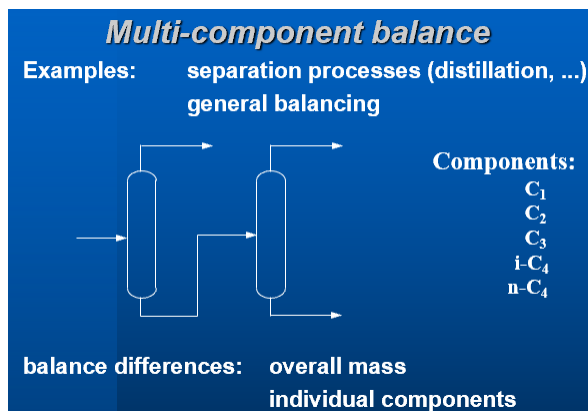 Multi-component balance
Examples: separation processes (distillation, ...)
general balancing
Components:
C₁
C₂
C₃
i-C₄
n-C₄
balance differences: overall mass
individual components